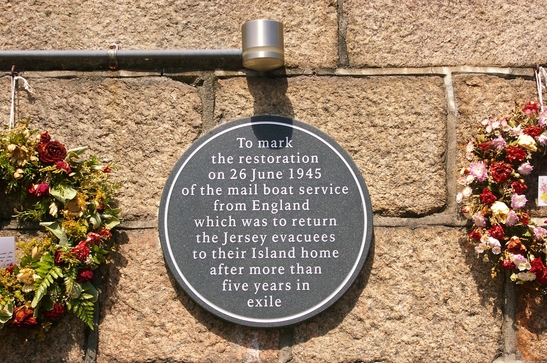 To mark
the restoration
on 26 June 1945
of the mail boat service
from England
which was to return
the Jersey evacuees
to their Island home
after more than
five years in
exile